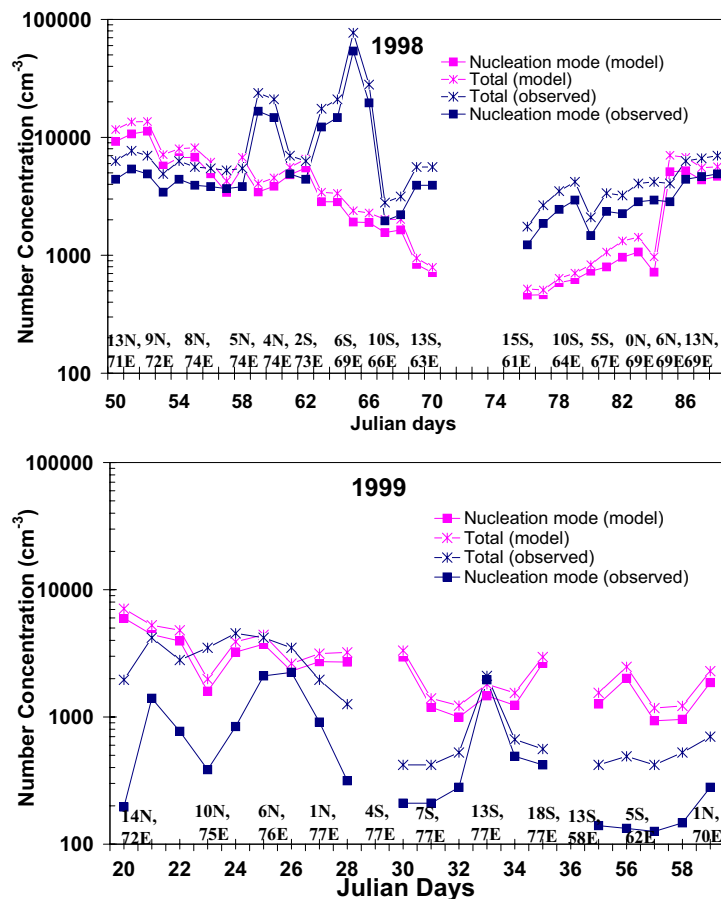 100000
10000
1000
100
Number Concentration (cm-3)
1998
Nucleation mode (model)
Total (model)
Total (observed)
Nucleation mode (observed)
13N, 9N, 8N, 5N, 4N, 2S, 6S, 10S, 13S, 15S, 10S, 5S, 0N, 6N, 13N,
71E 72E 74E 74E 74E 73E 69E 66E 63E 61E 64E 67E 69E 69E 69E
50 54 58 62 66 70 74 78 82 86
Julian days
100000
10000
1000
100
Number Concentration (cm-3)
1999
Nucleation mode (model)
Total (model)
Total (observed)
Nucleation mode (observed)
14N, 10N, 6N, 1N, 4S, 7S, 13S, 18S, 13S, 5S, 1N,
72E 75E 76E 77E 77E 77E 77E 77E 58E 62E 70E
20 22 24 26 28 30 32 34 36 56 58
Julian Days